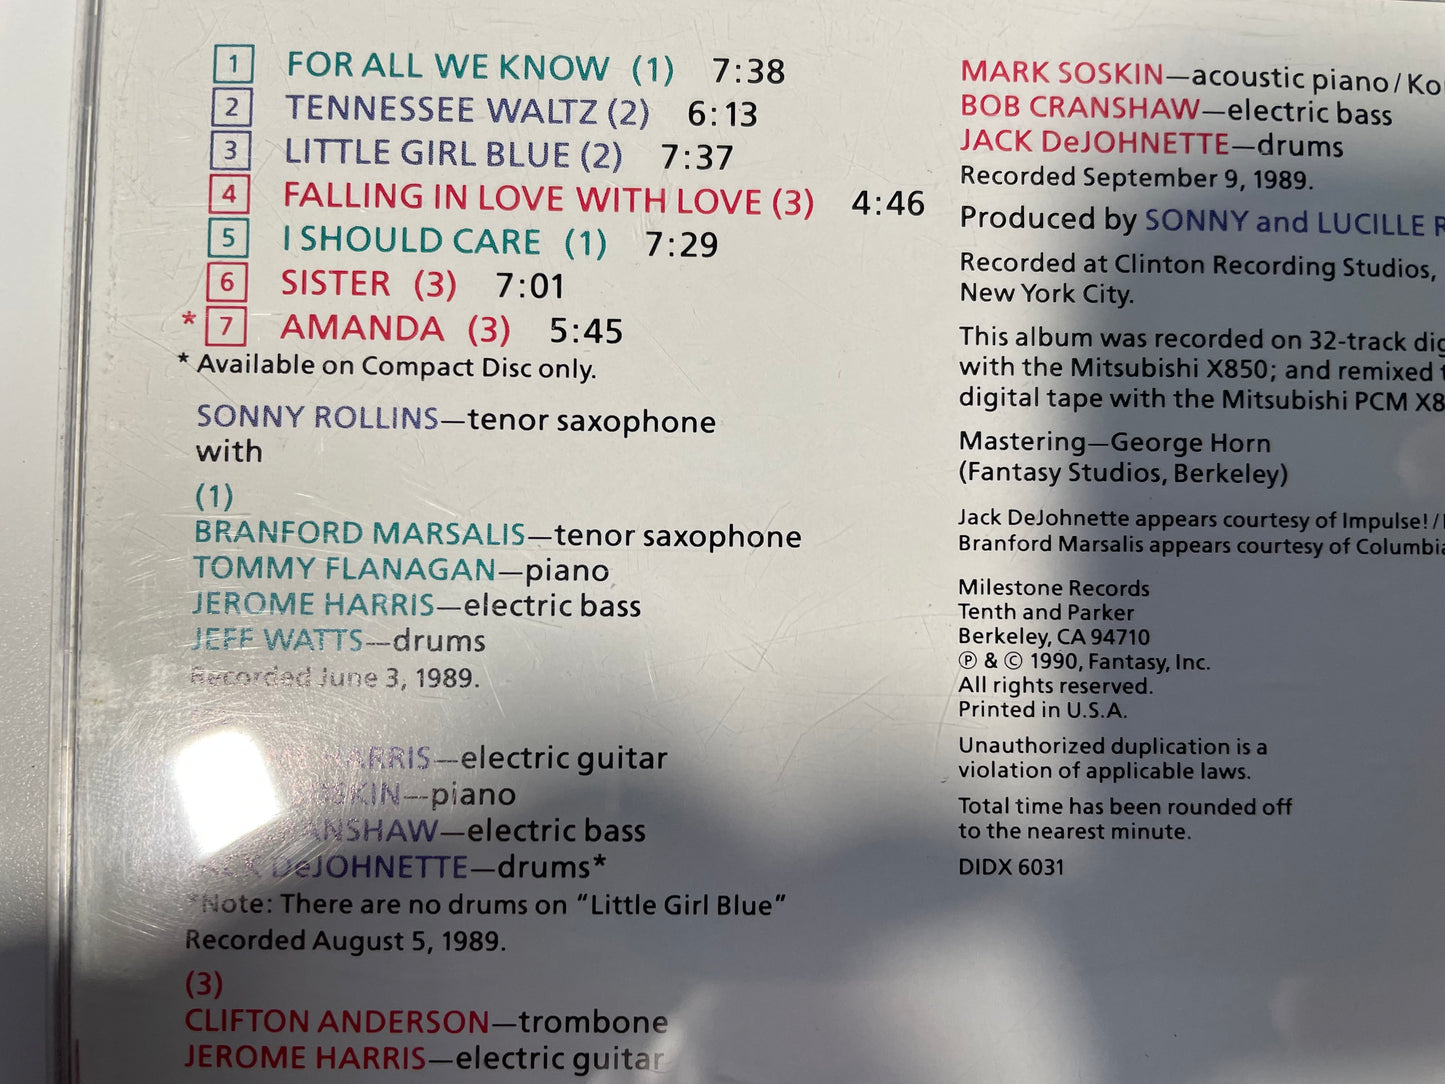 1 FOR ALL WE KNOW (1) 7:38
2 TENNESSEE WALTZ (2) 6:13
3 LITTLE GIRL BLUE (2) 7:37
4 FALLING IN LOVE WITH LOVE (3) 4:46
5 I SHOULD CARE (1) 7:29
6 SISTER (3) 7:01
* 7 AMANDA (3) 5:45
* Available on Compact Disc only.
SONNY ROLLINS—tenor saxophone
with
(1)
BRANFORD MARSALIS—tenor saxophone
TOMMY FLANAGAN—piano
JEROME HARRIS—electric bass
JEFF WATTS—drums
Recorded June 3, 1989.
HARRIS—electric guitar
—piano
—electric bass
DeJOHNETTE—drums*
*Note: There are no drums on “Little Girl Blue”
Recorded August 5, 1989.
(3)
CLIFTON ANDERSON—trombone
JEROME HARRIS—electric guitar
MARK SOSKIN—acoustic piano/
BOB CRANSHAW—electric bass
JACK DeJOHNETTE—drums
Recorded September 9, 1989.
Produced by SONNY and LUCILLE
Recorded at Clinton Recording Studios,
New York City.
This album was recorded on 32-track
with the Mitsubishi X850; and remixed
digital tape with the Mitsubishi PCM
Mastering—George Horn
(Fantasy Studios, Berkeley)
Jack DeJohnette appears courtesy of Impulse!/
Branford Marsalis appears courtesy of Columbia
Milestone Records
Tenth and Parker
Berkeley, CA 94710
℗ & © 1990, Fantasy, Inc.
All rights reserved.
Printed in U.S.A.
Unauthorized duplication is a
violation of applicable laws.
Total time has been rounded off
to the nearest minute.
DIDX 6031